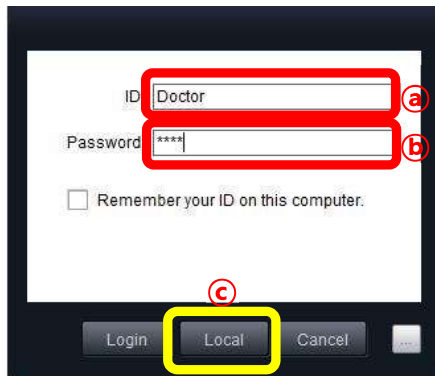 ID Doctor ⓐ
Password **** ⓑ
Remember your ID on this computer.
ⓒ
Login Local Cancel ...